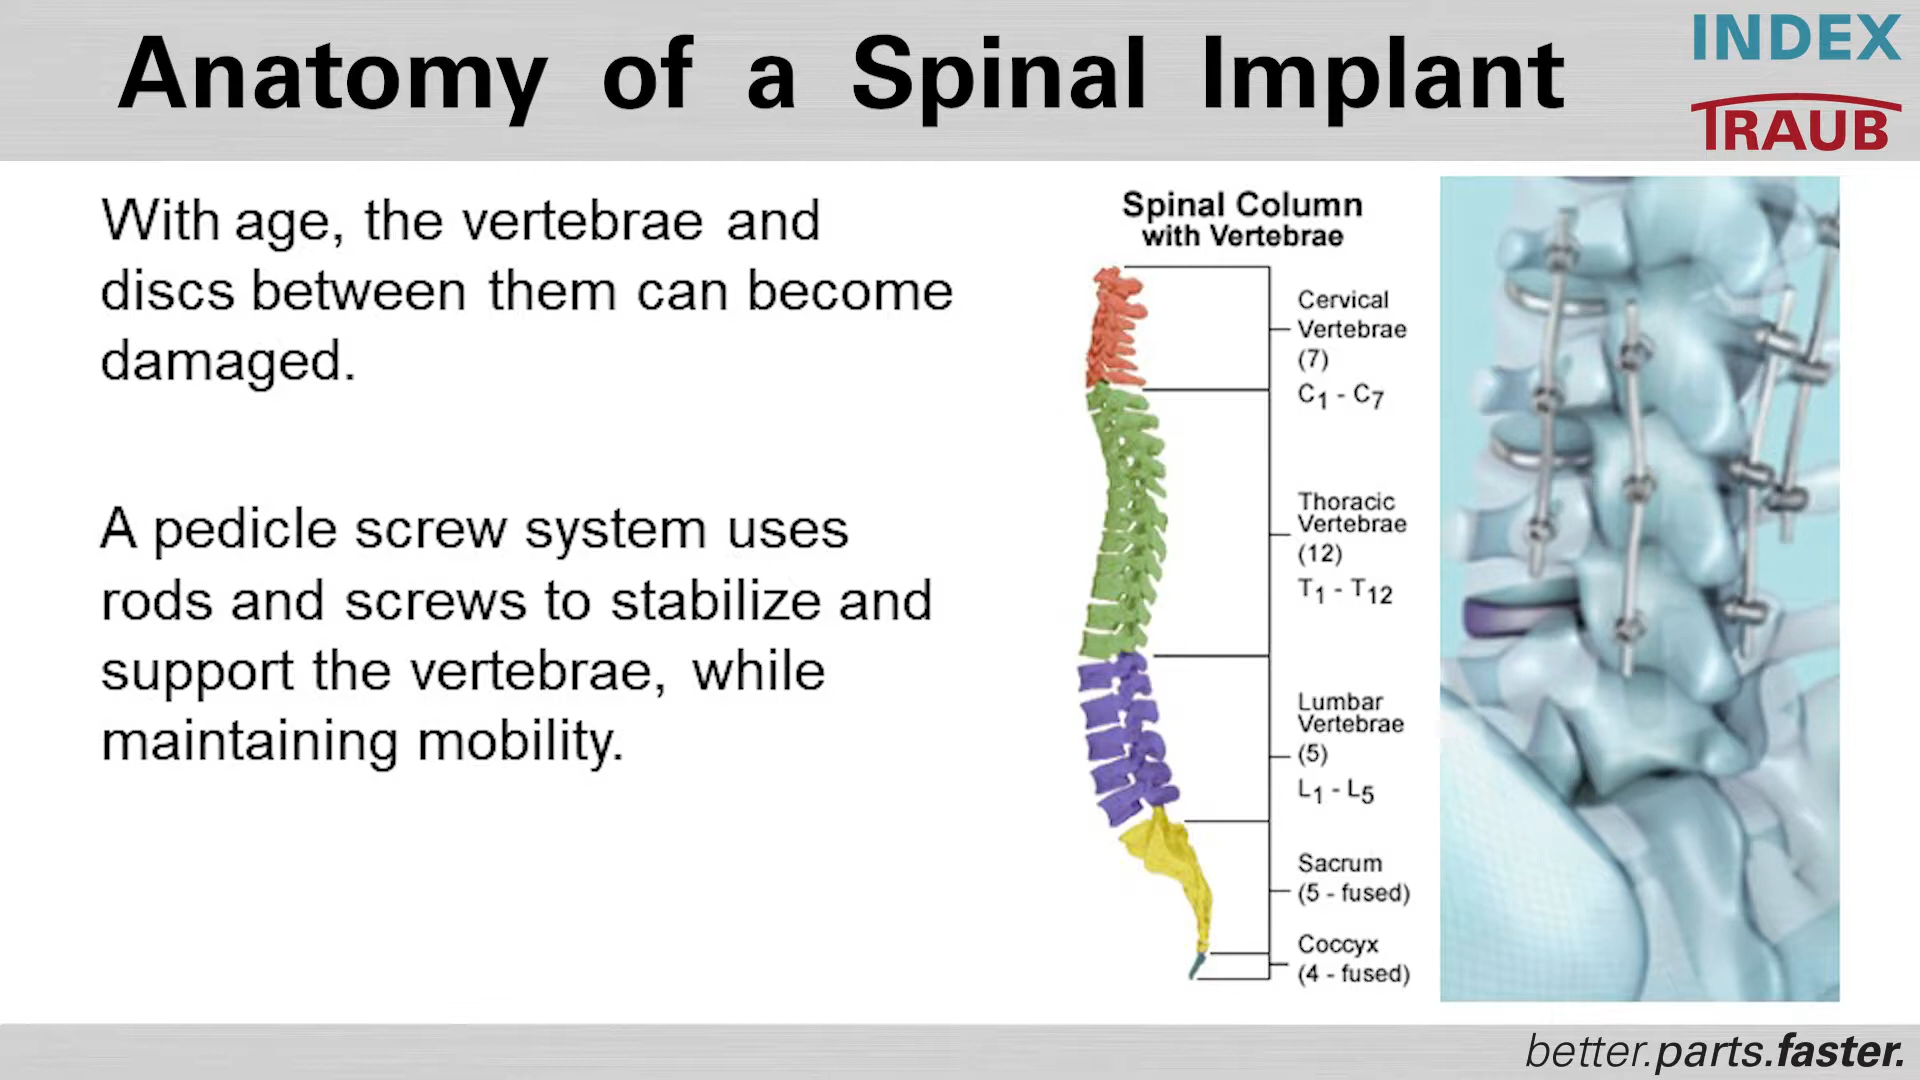 Anatomy of a Spinal Implant
INDEX
TRAUB
With age, the vertebrae and
discs between them can become
damaged.
A pedicle screw system uses
rods and screws to stabilize and
support the vertebrae, while
maintaining mobility.
Spinal Column
with Vertebrae
Cervical
Vertebrae
(7)
C1 - C7
Thoracic
Vertebrae
(12)
T1 - T12
Lumbar
Vertebrae
(5)
L1 - L5
Sacrum
(5 - fused)
Coccyx
(4 - fused)
better.parts.faster.